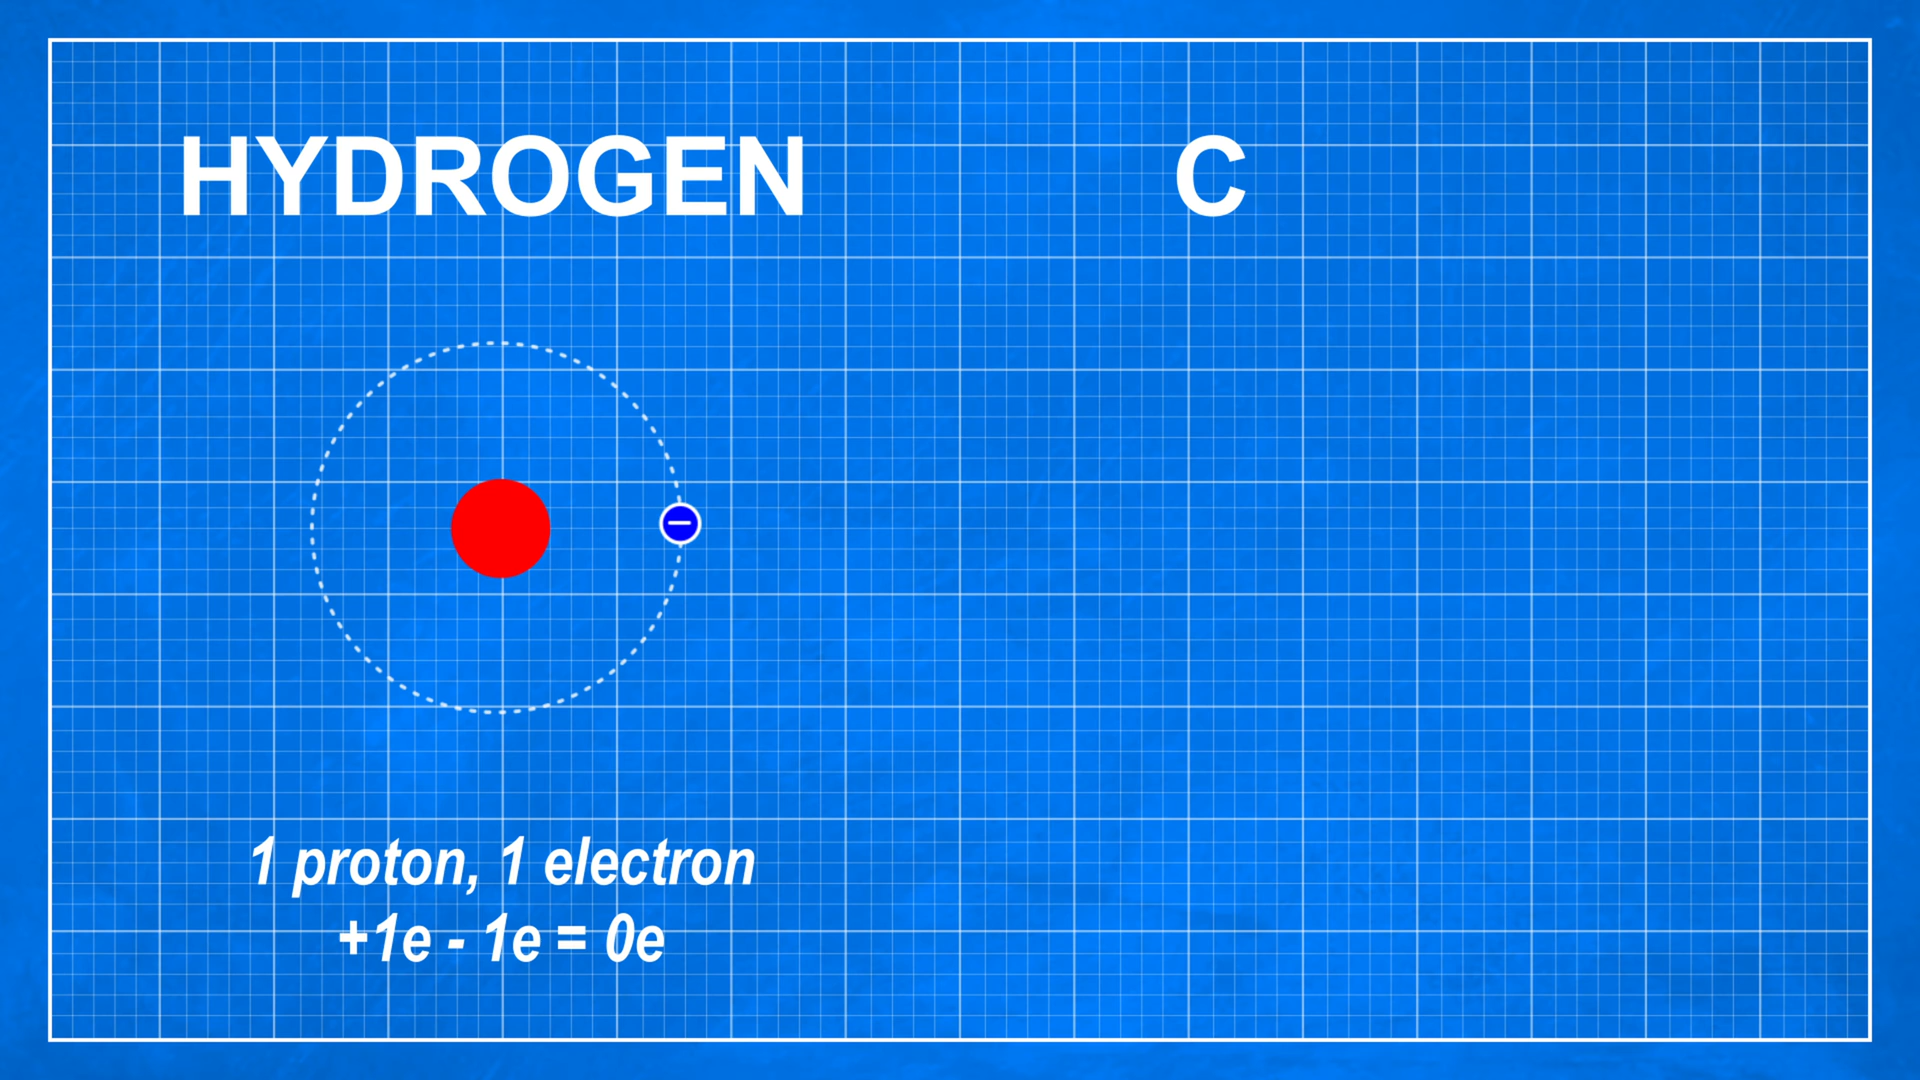 HYDROGEN
C
1 proton, 1 electron
+1e - 1e = 0e